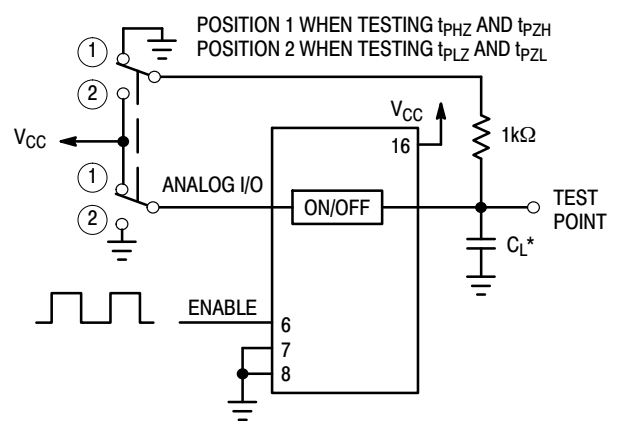 POSITION 1 WHEN TESTING tPHZ AND tPZH
POSITION 2 WHEN TESTING tPLZ AND tPZL
1
2
VCC
VCC
16
1kΩ
1
2
ANALOG I/O
ON/OFF
TEST
POINT
CL*
ENABLE
6
7
8